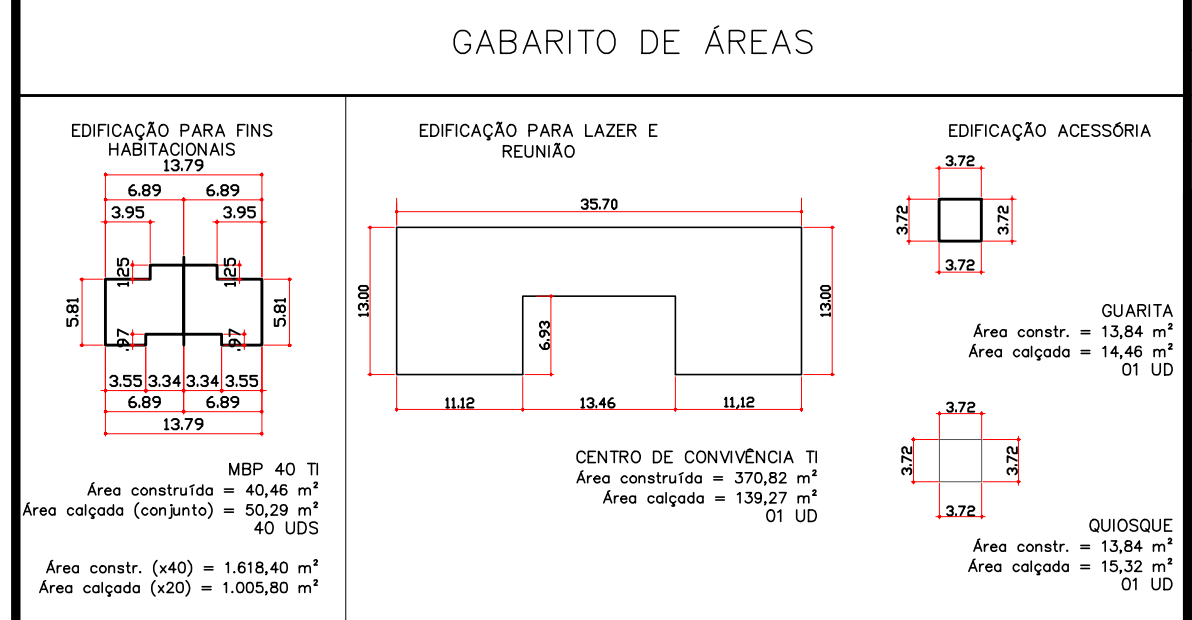 GABARITO DE ÁREAS
EDIFICAÇÃO PARA FINS
HABITACIONAIS
13.79
6.89 6.89
3.95 3.95
1.25 1.25
5.81 5.81
.97 .97
3.55 3.34 3.34 3.55
6.89 6.89
13.79
MBP 40 TI
Área construída = 40,46 m²
Área calçada (conjunto) = 50,29 m²
40 UDS
Área constr. (x40) = 1.618,40 m²
Área calçada (x20) = 1.005,80 m²
EDIFICAÇÃO PARA LAZER E
REUNIÃO
35.70
13.00 13.00
6.93
11.12 13.46 11,12
CENTRO DE CONVIVÊNCIA TI
Área construída = 370,82 m²
Área calçada = 139,27 m²
01 UD
EDIFICAÇÃO ACESSÓRIA
3.72
3.72 3.72
3.72
GUARITA
Área constr. = 13,84 m²
Área calçada = 14,46 m²
01 UD
3.72
3.72 3.72
3.72
QUIOSQUE
Área constr. = 13,84 m²
Área calçada = 15,32 m²
01 UD